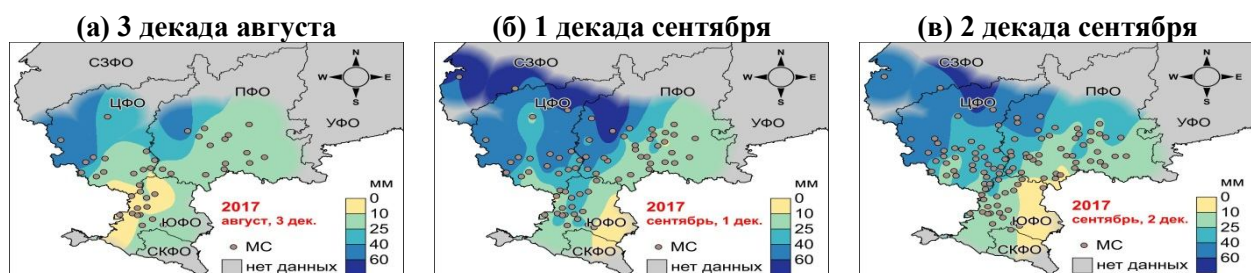 (а) 3 декада августа
(б) 1 декада сентября
(в) 2 декада сентября
СЗФО
ЦФО
ПФО
УФО
ЮФО
СКФО
N
W E
S
2017
август, 3 дек.
МС
нет данных
мм
0
10
25
40
60
СЗФО
ЦФО
ПФО
УФО
ЮФО
СКФО
N
W E
S
2017
сентябрь, 1 дек.
МС
нет данных
мм
0
10
25
40
60
СЗФО
ЦФО
ПФО
УФО
ЮФО
СКФО
N
W E
S
2017
сентябрь, 2 дек.
МС
нет данных
мм
0
10
25
40
60